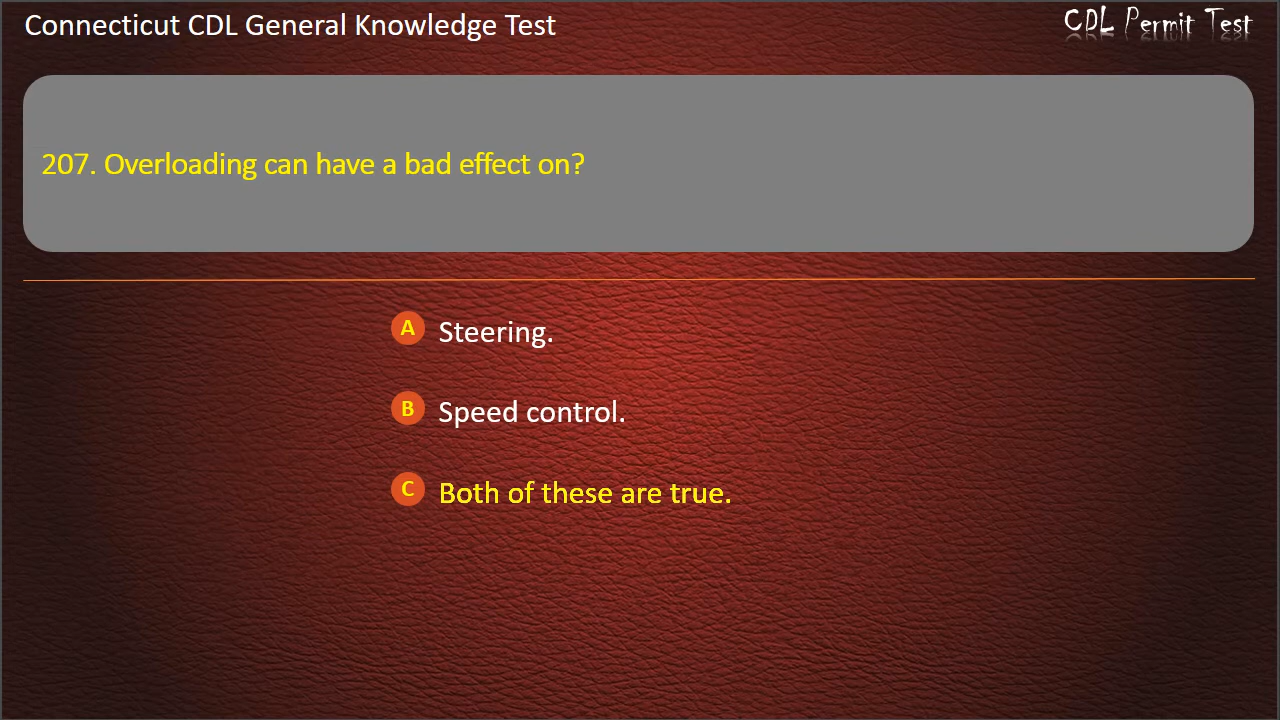 Connecticut CDL General Knowledge Test
CDL Permit Test
207. Overloading can have a bad effect on?
A Steering.
B Speed control.
C Both of these are true.